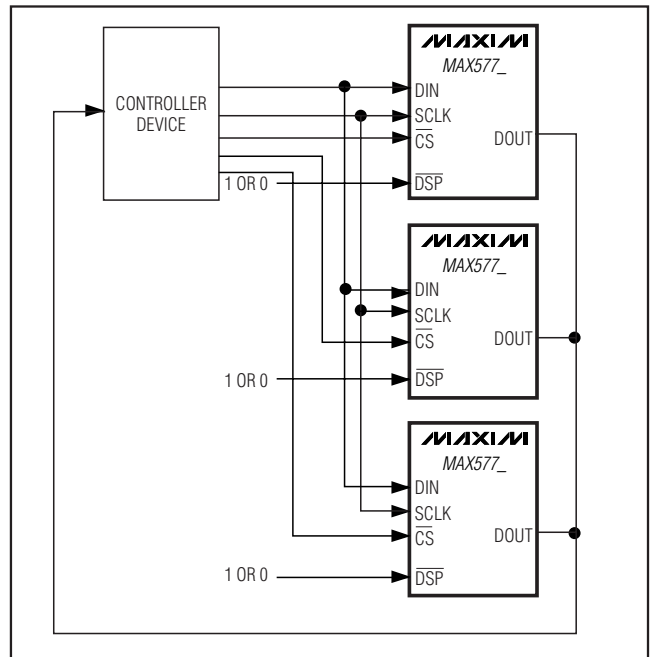 CONTROLLER
DEVICE
1 OR 0
MAXIM
MAX577_
DIN
SCLK
CS
DOUT
DSP
1 OR 0
MAXIM
MAX577_
DIN
SCLK
CS
DOUT
DSP
1 OR 0
MAXIM
MAX577_
DIN
SCLK
CS
DOUT
DSP